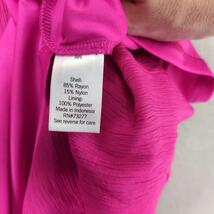 Shell:
85% Rayon
15% Nylon
Lining:
100% Polyester
Made in Indonesia
RN#73277
See reverse for care